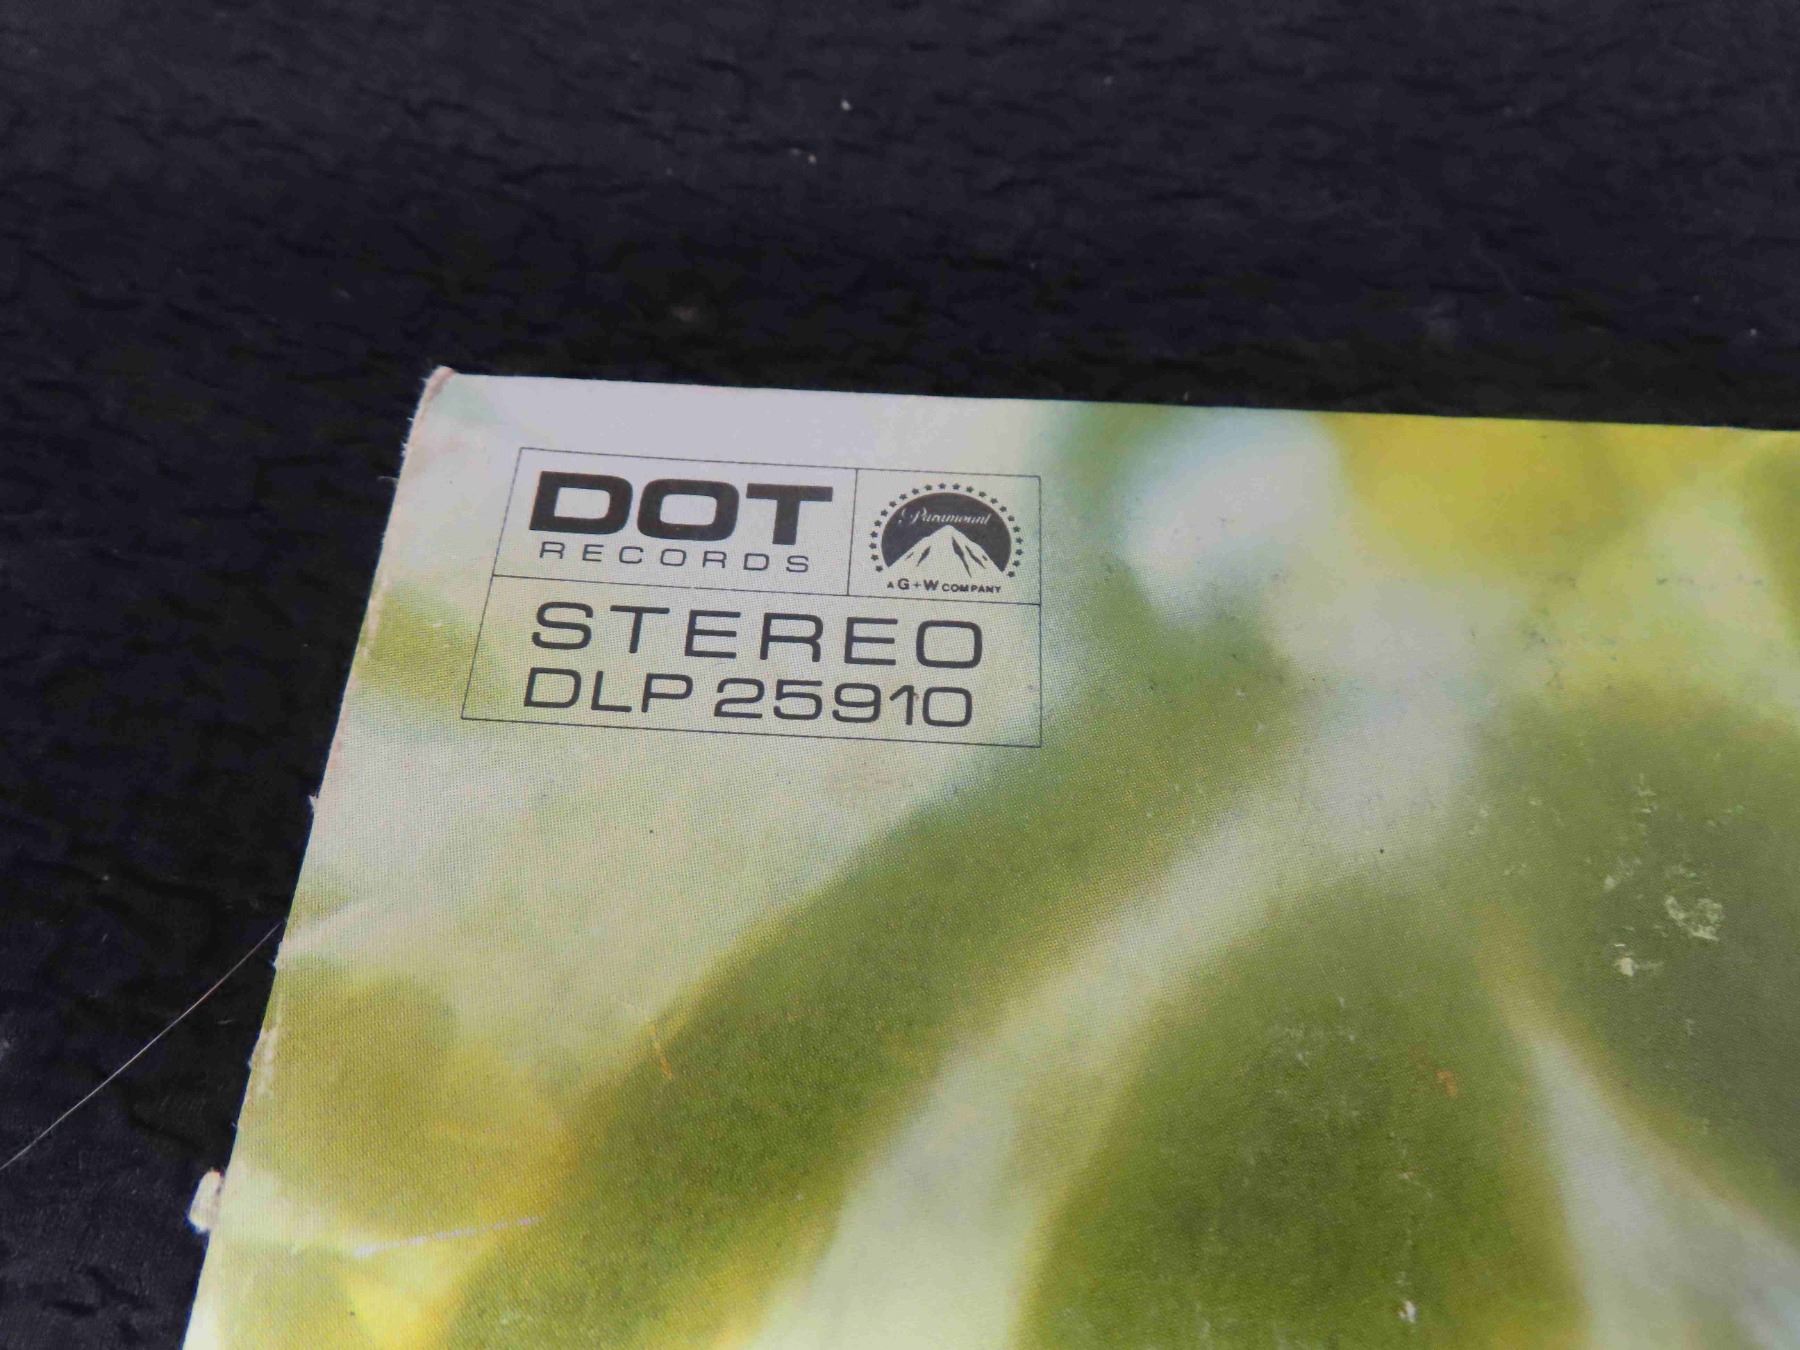 DOT
RECORDS
Paramount
A G+W COMPANY
STEREO
DLP 25910